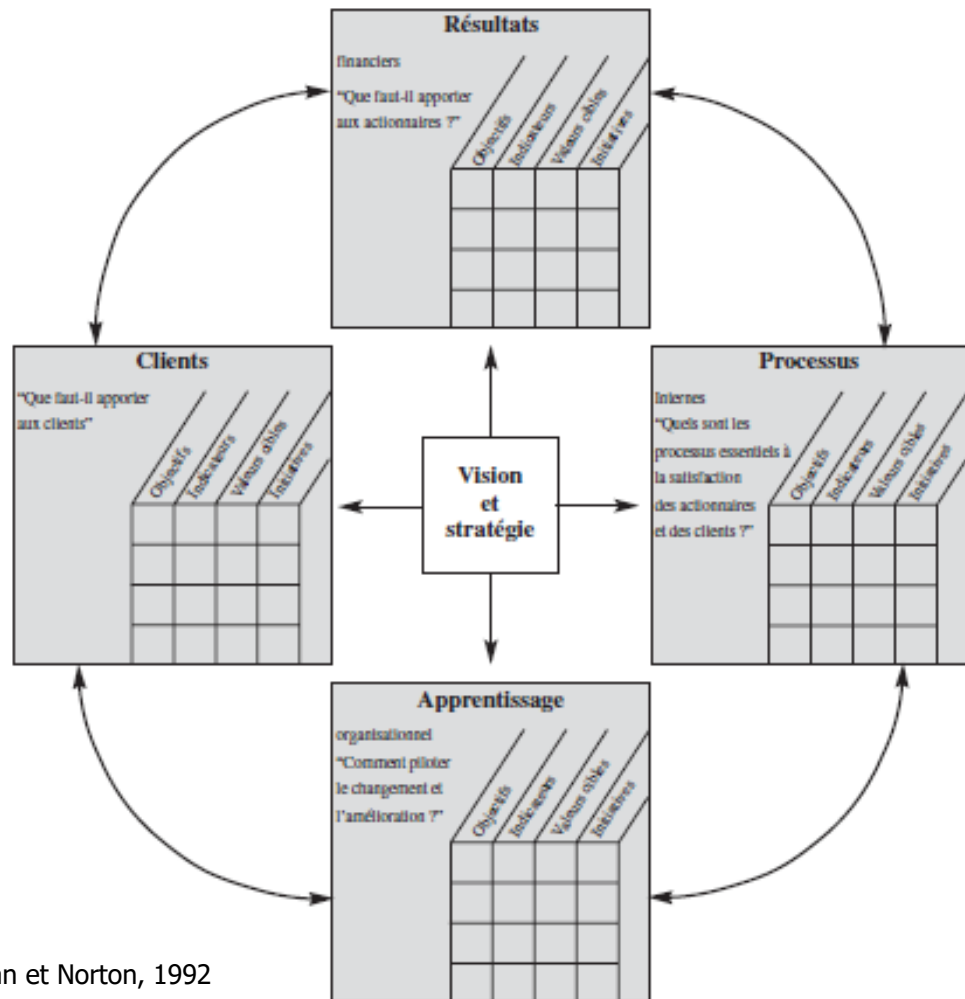 Résultats
financiers
“Que faut-il apporter
aux actionnaires ?”
Objectifs
Indicateurs
Valeurs cibles
Initiatives
Clients
“Que faut-il apporter
aux clients”
Objectifs
Indicateurs
Valeurs cibles
Initiatives
Vision
et
stratégie
Processus
Internes
“Quels sont les
processus essentiels à
la satisfaction
des actionnaires
et des clients ?”
Objectifs
Indicateurs
Valeurs cibles
Initiatives
Apprentissage
organisationnel
“Comment piloter
le changement et
l’amélioration ?”
Objectifs
Indicateurs
Valeurs cibles
Initiatives
et Norton, 1992